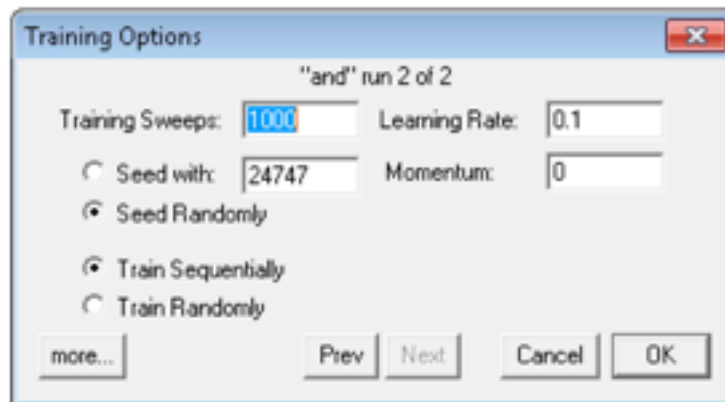 Training Options
"and" run 2 of 2
Training Sweeps: 1000 Learning Rate: 0.1
Seed with: 24747 Momentum: 0
Seed Randomly
Train Sequentially
Train Randomly
more... Prev Next Cancel OK